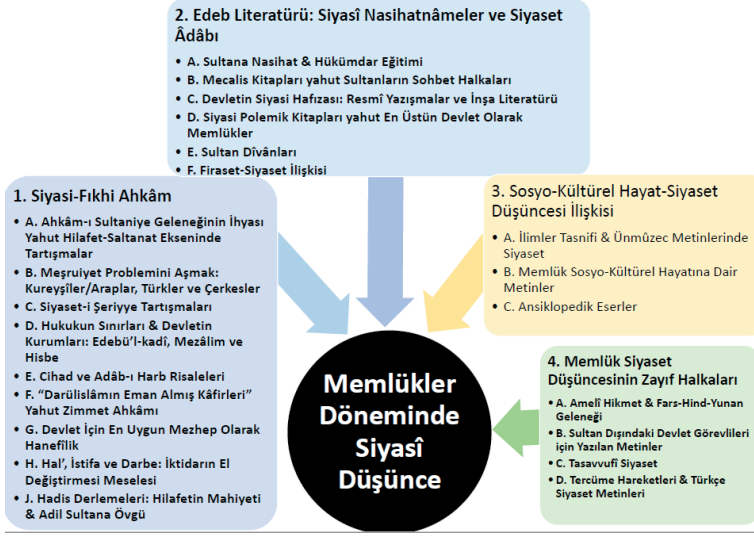 2. Edeb Literatürü: Siyasî Nasihatnâmeler ve Siyaset
Âdâbı
• A. Sultana Nasihat & Hükümdar Eğitimi
• B. Mecalis Kitapları yahut Sultanların Sohbet Halkaları
• C. Devletin Siyasi Hafızası: Resmî Yazışmalar ve İnşa Literatürü
• D. Siyasi Polemik Kitapları yahut En Üstün Devlet Olarak
Memlükler
• E. Sultan Dîvânları
• F. Firaset-Siyaset İlişkisi
1. Siyasi-Fıkhi Ahkâm
• A. Ahkâm-ı Sultaniye Geleneğinin İhyası
Yahut Hilafet-Saltanat Ekseninde
Tartışmalar
• B. Meşruiyet Problemini Aşmak:
Kureyşîler/Araplar, Türkler ve Çerkesler
• C. Siyaset-i Şeriyye Tartışmaları
• D. Hukukun Sınırları & Devletin
Kurumları: Edebü’l-kadî, Mezâlim ve
Hisbe
• E. Cihad ve Adâb-ı Harb Risaleleri
• F. “Darülislâmın Eman Almış Kâfirleri”
Yahut Zimmet Ahkâmı
• G. Devlet İçin En Uygun Mezhep Olarak
Hanefîlik
• H. Hal’, İstifa ve Darbe: İktidarın El
Değiştirmesi Meselesi
• J. Hadis Derlemeleri: Hilafetin Mahiyeti
& Adil Sultana Övgü
3. Sosyo-Kültürel Hayat-Siyaset
Düşüncesi İlişkisi
• A. İlimler Tasnifi & Ünmûzec Metinlerinde
Siyaset
• B. Memlük Sosyo-Kültürel Hayatına Dair
Metinler
• C. Ansiklopedik Eserler
4. Memlük Siyaset
Düşüncesinin Zayıf Halkaları
• A. Amelî Hikmet & Fars-Hind-Yunan
Geleneği
• B. Sultan Dışındaki Devlet Görevlileri
için Yazılan Metinler
• C. Tasavvufî Siyaset
• D. Tercüme Hareketleri & Türkçe
Siyaset Metinleri
Memlükler
Döneminde
Siyasî
Düşünce